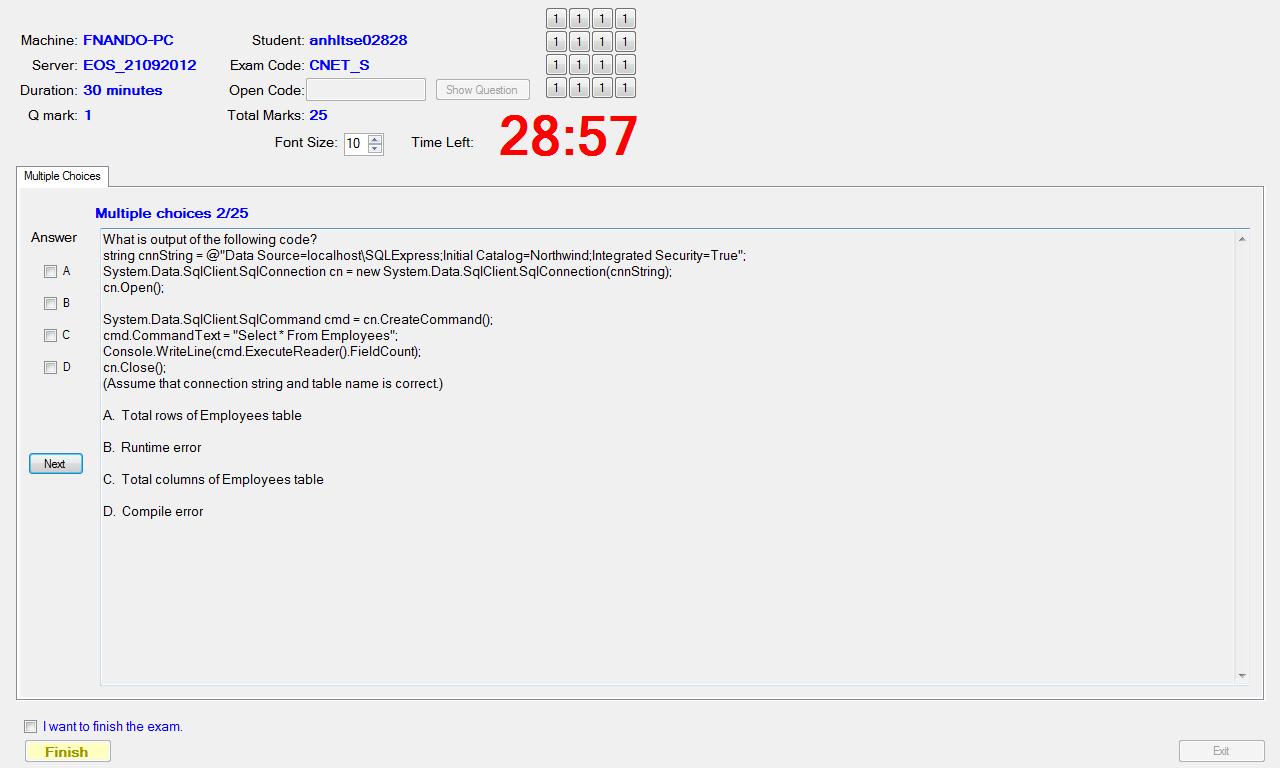 Machine: FNANDO-PC Student: anhltse02828
Server: EOS_21092012 Exam Code: CNET_S
Duration: 30 minutes Open Code: Show Question
Q mark: 1 Total Marks: 25
Font Size: 10 Time Left: 28:57
1 1 1 1
1 1 1 1
1 1 1 1
1 1 1 1
Multiple Choices
Multiple choices 2/25
Answer
A
B
C
D
Next
What is output of the following code?
string cnnString = @"Data Source=localhost\SQLExpress;Initial Catalog=Northwind;Integrated Security=True";
System.Data.SqlClient.SqlConnection cn = new System.Data.SqlClient.SqlConnection(cnnString);
cn.Open();
System.Data.SqlClient.SqlCommand cmd = cn.CreateCommand();
cmd.CommandText = "Select * From Employees";
Console.WriteLine(cmd.ExecuteReader().FieldCount);
cn.Close();
(Assume that connection string and table name is correct.)
A. Total rows of Employees table
B. Runtime error
C. Total columns of Employees table
D. Compile error
I want to finish the exam.
Finish
Exit